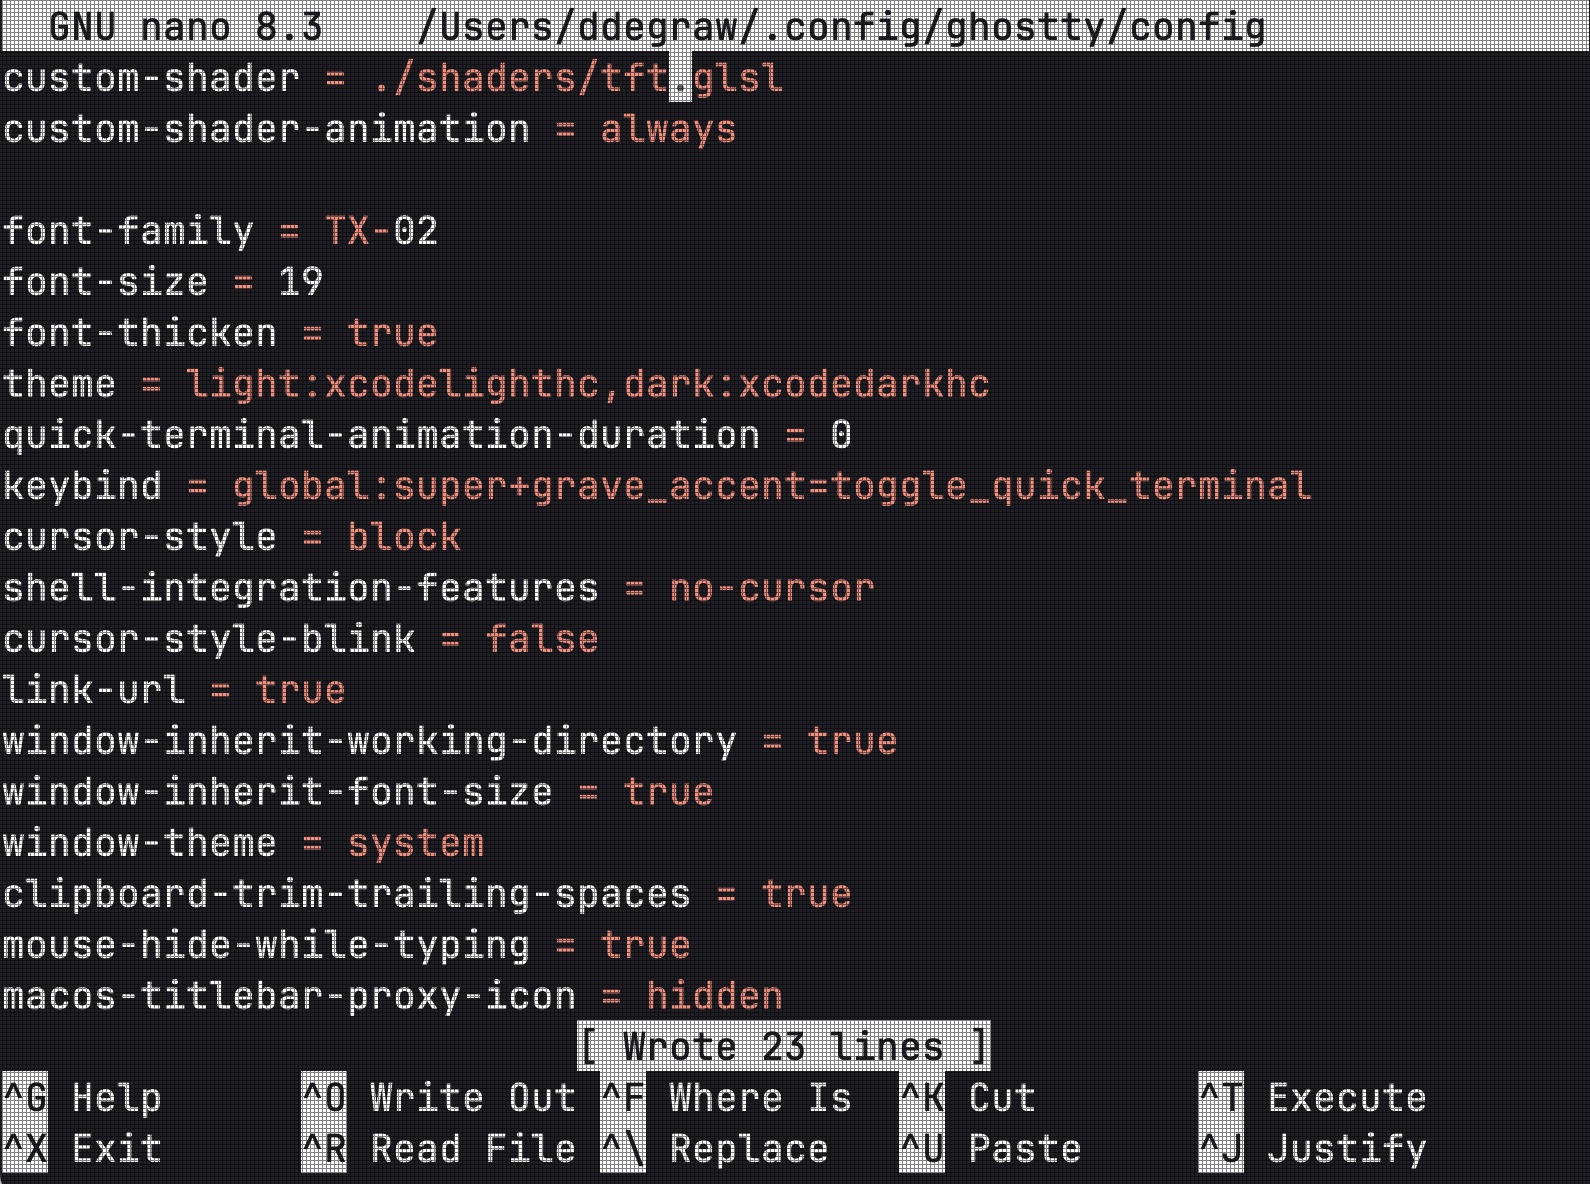 GNU nano 8.3 /Users/ddegraw/.config/ghostty/config
custom-shader = ./shaders/tft.glsl
custom-shader-animation = always

font-family = TX-02
font-size = 19
font-thicken = true
theme = light:xcodelighthc,dark:xcodedarkhc
quick-terminal-animation-duration = 0
keybind = global:super+grave_accent=toggle_quick_terminal
cursor-style = block
shell-integration-features = no-cursor
cursor-style-blink = false
link-url = true
window-inherit-working-directory = true
window-inherit-font-size = true
window-theme = system
clipboard-trim-trailing-spaces = true
mouse-hide-while-typing = true
macos-titlebar-proxy-icon = hidden
[ Wrote 23 lines ]
^G Help ^O Write Out ^F Where Is ^K Cut ^T Execute
^X Exit ^R Read File ^\ Replace ^U Paste ^J Justify